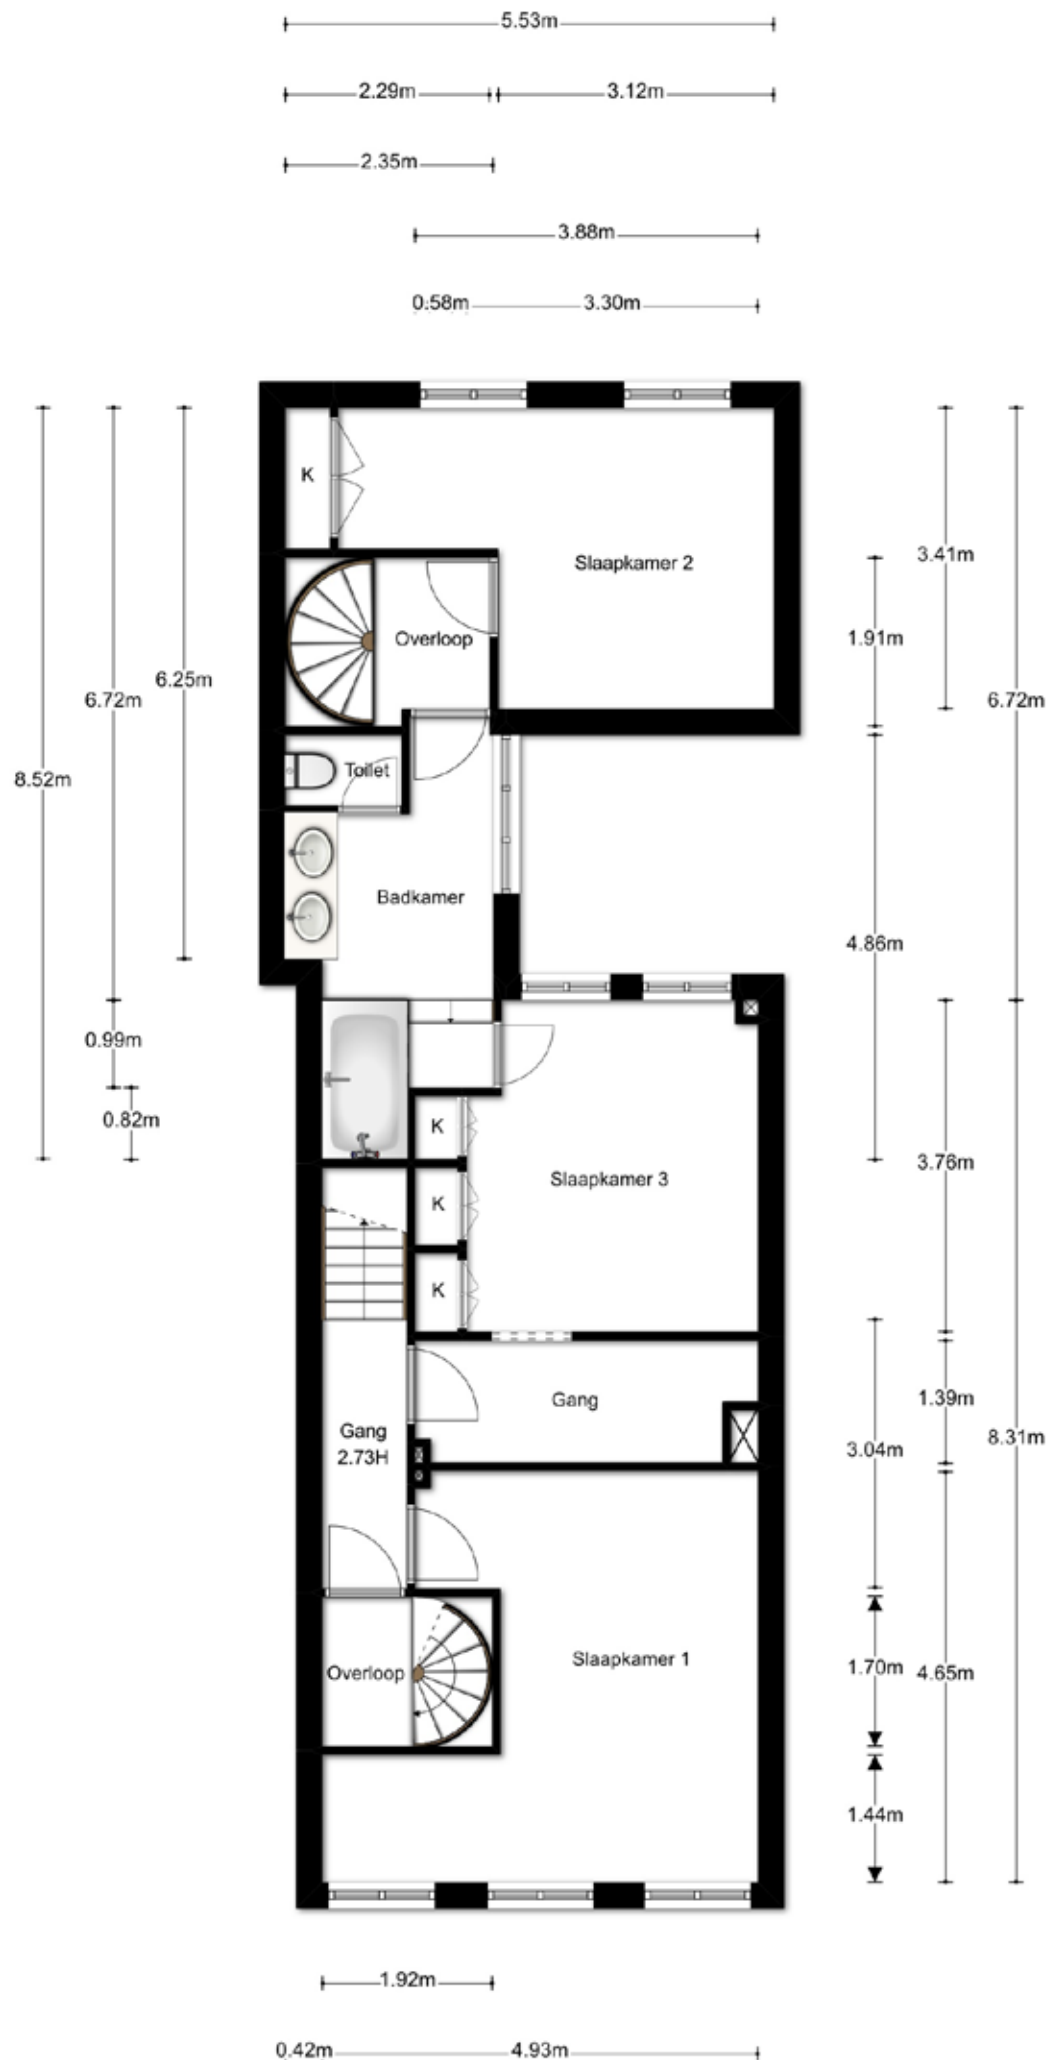 5.53m
2.29m 3.12m
2.35m
3.88m
0.58m 3.30m
K
3.41m
Slaapkamer 2
1.91m
Overloop
6.25m
6.72m 6.72m
Toilet
8.52m
Badkamer
4.86m
0.99m
0.82m
K
3.76m
Slaapkamer 3
K
K
1.39m
Gang
Gang
8.31m
3.04m
2.73H
Slaapkamer 1
1.70m
4.65m
Overloop
1.44m
1.92m
0.42m 4.93m